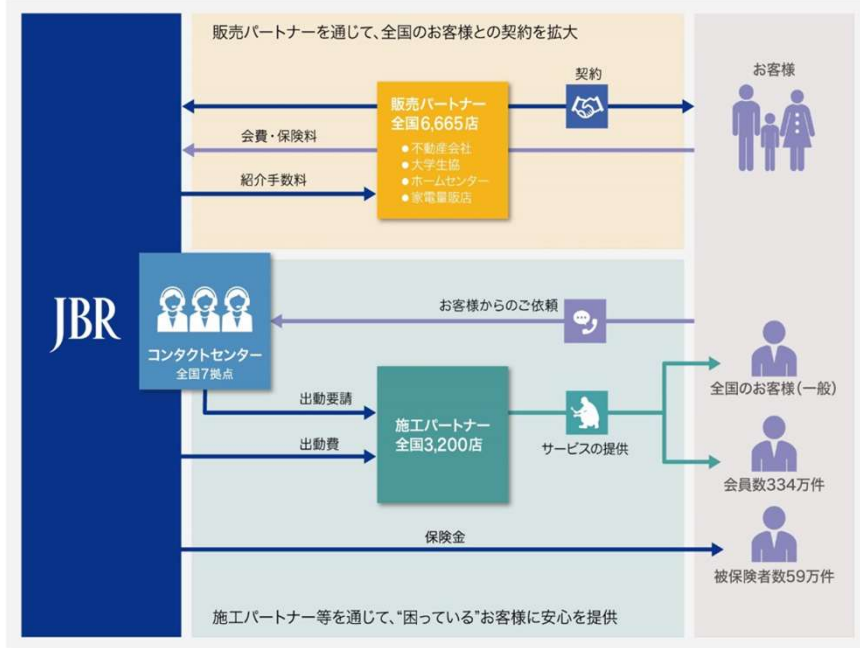 販売パートナーを通じて、全国のお客様との契約を拡大
契約
お客様
販売パートナー
全国6,665店
●不動産会社
●大学生協
●ホームセンター
●家電量販店
会費・保険料
紹介手数料
JBR
コンタクトセンター
全国7拠点
お客様からのご依頼
出動要請
出動費
施工パートナー
全国3,200店
サービスの提供
全国のお客様(一般)
会員数334万件
保険金
被保険者数59万件
施工パートナー等を通じて、“困っている”お客様に安心を提供